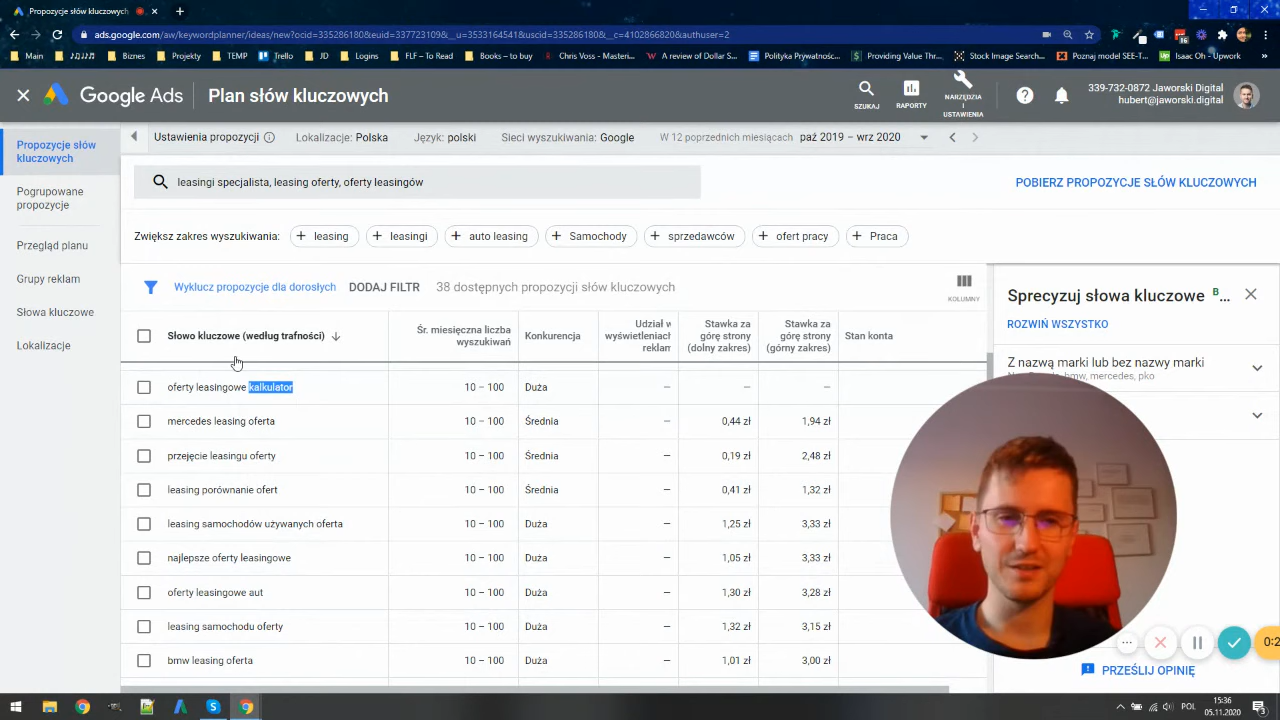 Propozycje słów kluczowych
ads.google.com/aw/keywordplanner/ideas/new?ocid=335286180&euid=337723109&__u=3533164541&uscid=335286180&__c=4102866820&authuser=2
Main
Biznes
Projekty
TEMP
Trello
JD
Logins
FLF – To Read
Books – to buy
Chris Voss - Masten...
A review of Dollar S...
Polityka Prywatnośc...
Providing Value Thr...
Stock Image Search...
Poznaj model SEE-T...
Isaac Oh - Upwork
Google Ads
Plan słów kluczowych
SZUKAJ
RAPORTY
NARZĘDZIA
I
USTAWIENIA
339-732-0872 Jaworski Digital
hubert@jaworski.digital
Propozycje słów
kluczowych
Pogrupowane
propozycje
Przegląd planu
Grupy reklam
Słowa kluczowe
Lokalizacje
Ustawienia propozycji
Lokalizacje: Polska
Język: polski
Sieci wyszukiwania: Google
W 12 poprzednich miesiącach
paź 2019 – wrz 2020
leasingi specjalista, leasing oferty, oferty leasingów
POBIERZ PROPOZYCJE SŁÓW KLUCZOWYCH
Zwiększ zakres wyszukiwania:
+ leasing
+ leasingi
+ auto leasing
+ Samochody
+ sprzedawców
+ ofert pracy
+ Praca
Wyklucz propozycje dla dorosłych
DODAJ FILTR
38 dostępnych propozycji słów kluczowych
KOLUMNY
Słowo kluczowe (według trafności)
Śr. miesięczna liczba
wyszukiwań
Konkurencja
Udział w
wyświetleniach
reklam
Stawka za
górę strony
(dolny zakres)
Stawka za
górę strony
(górny zakres)
Stan konta
oferty leasingowe kalkulator 10 – 100 Duża – – –
mercedes leasing oferta 10 – 100 Średnia – 0,44 zł 1,94 zł
przejęcie leasingu oferty 10 – 100 Średnia – 0,19 zł 2,48 zł
leasing porównanie ofert 10 – 100 Średnia – 0,41 zł 1,32 zł
leasing samochodów używanych oferta 10 – 100 Duża – 1,25 zł 3,33 zł
najlepsze oferty leasingowe 10 – 100 Duża – 1,05 zł 3,33 zł
oferty leasingowe aut 10 – 100 Duża – 1,30 zł 3,28 zł
leasing samochodu oferty 10 – 100 Duża – 1,32 zł 3,15 zł
bmw leasing oferta 10 – 100 Duża – 1,01 zł 3,00 zł
Sprecyzuj słowa kluczowe
B...
ROZWIŃ WSZYSTKO
Z nazwą marki lub bez nazwy marki
bmw, mercedes, pko
0:2
PRZEŚLIJ OPINIĘ
POL
15:36
05.11.2020